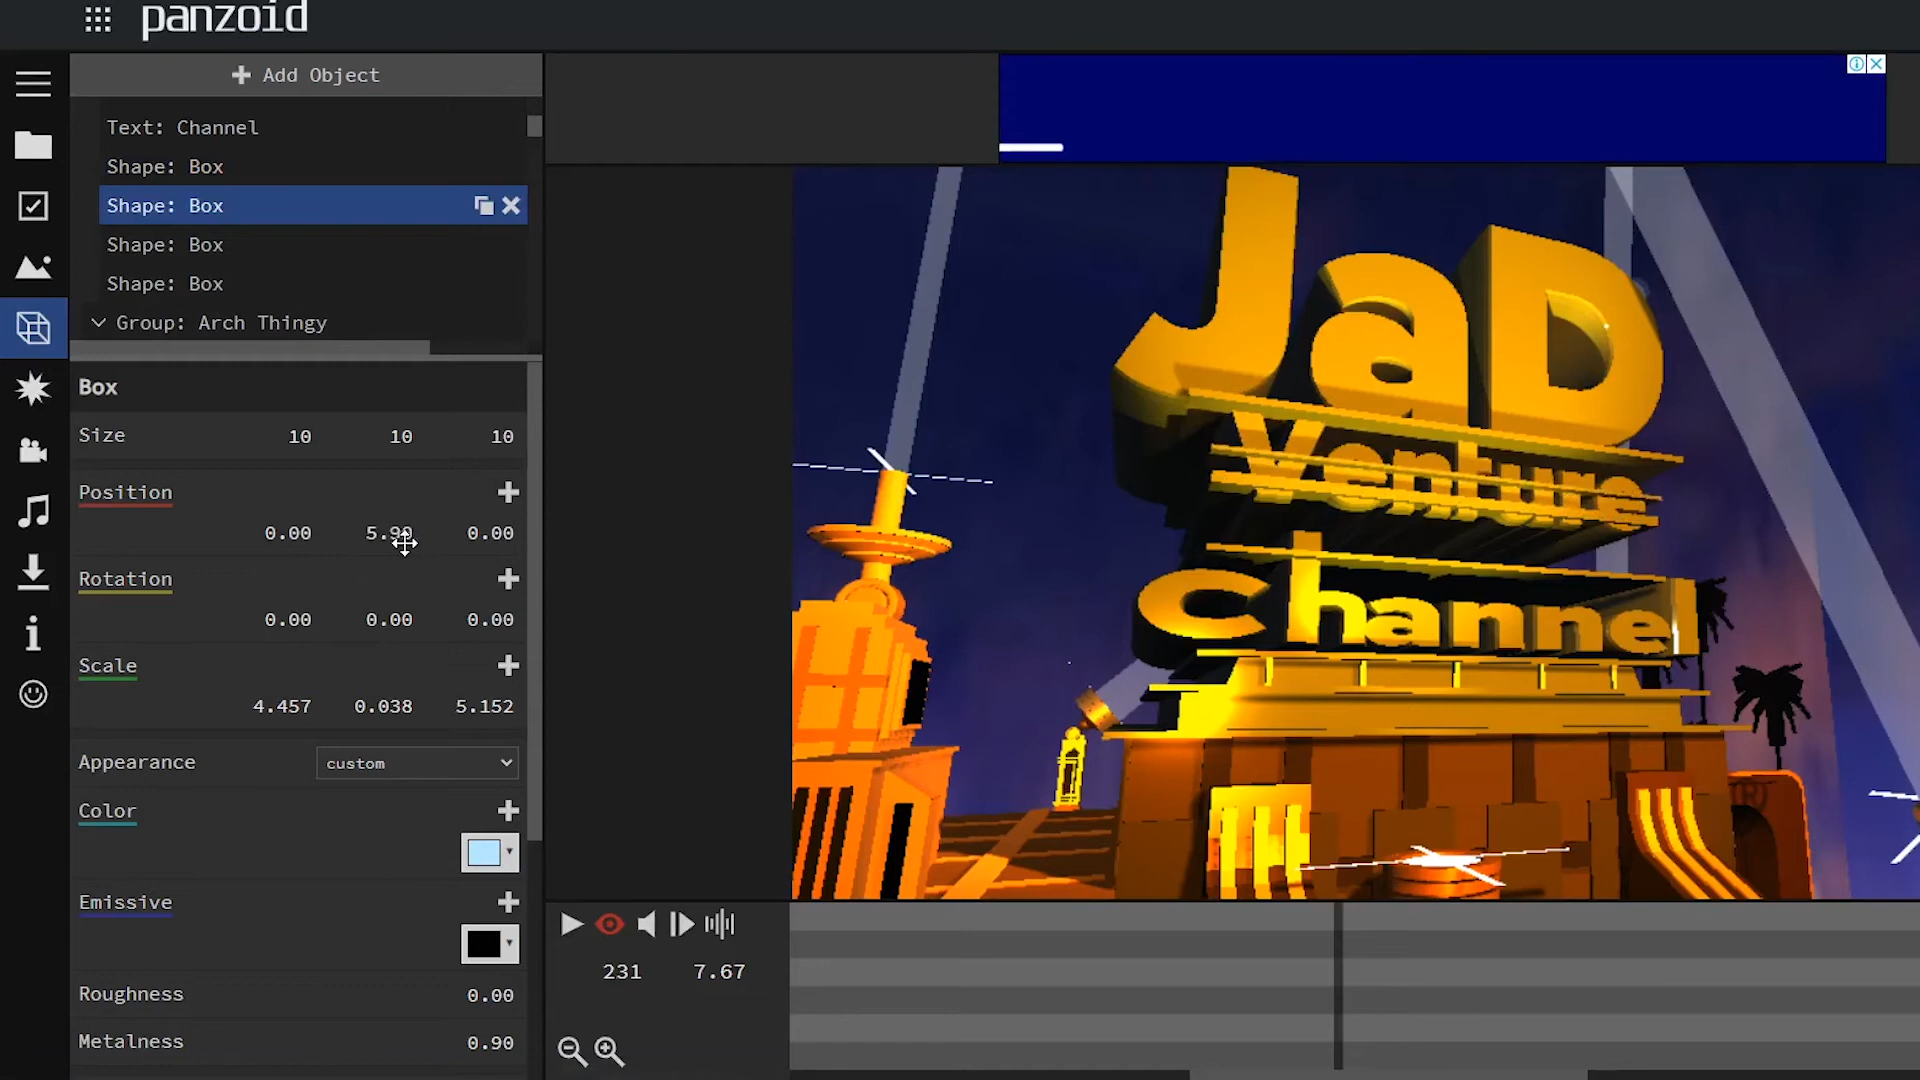 panzoid
Add Object
Text: Channel
Shape: Box
Shape: Box
Shape: Box
Shape: Box
Group: Arch Thingy
Box
Size 10 10 10
Position
0.00 0.00
Rotation
0.00 0.00 0.00
Scale
4.457 0.038 5.152
Appearance custom
Color
Emissive
Roughness 0.00
Metalness 0.90
231 7.67
JaD
Venture
Channel